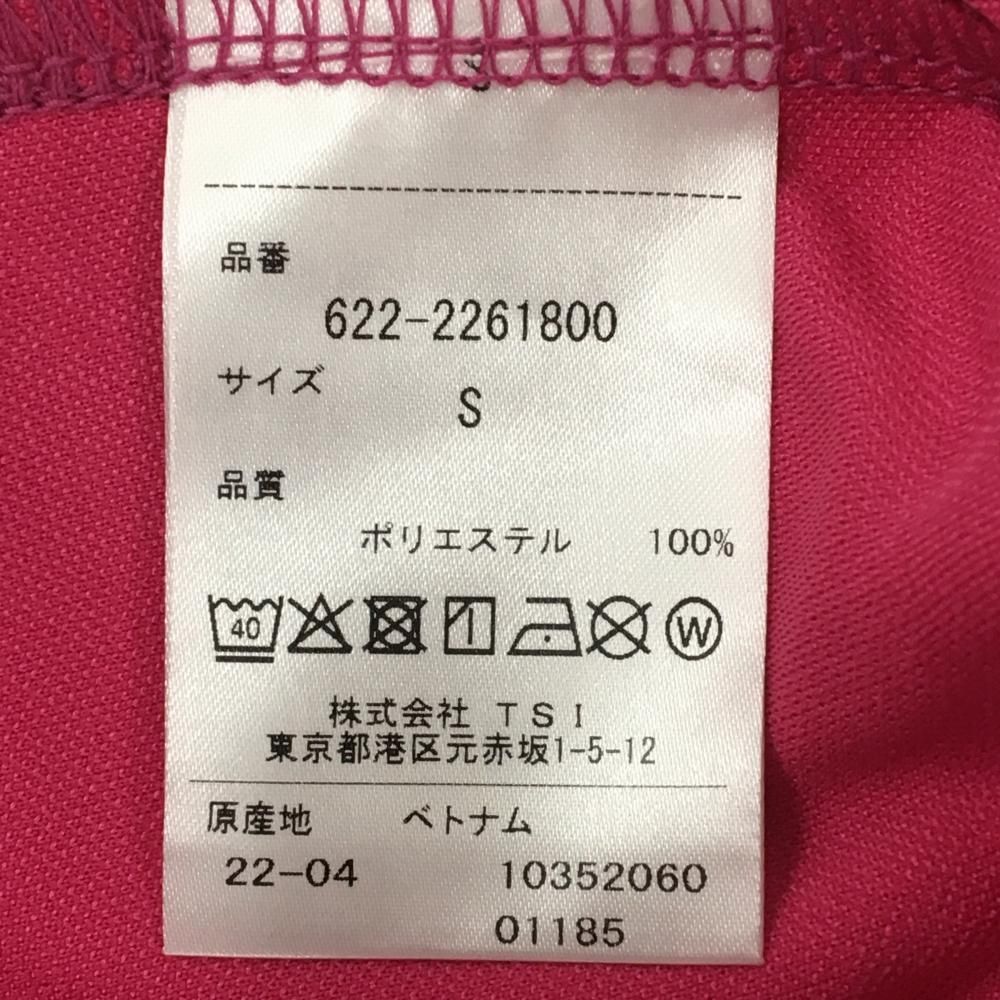 品番
622-2261800
サイズ
S
品質
ポリエステル 100%
40 W
株式会社 TSI
東京都港区元赤坂1-5-12
原産地 ベトナム
22-04 10352060
01185